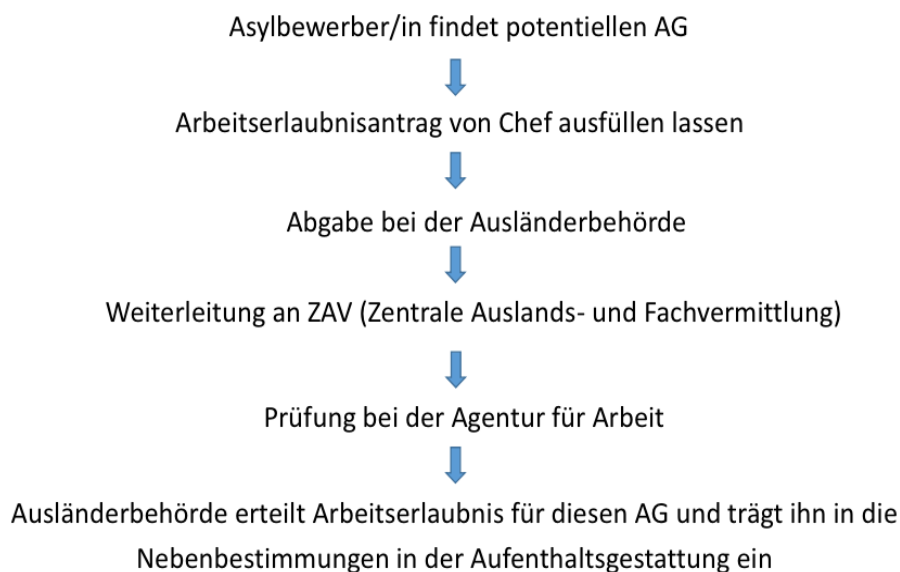 Asylbewerber/in findet potentiellen AG
Arbeitserlaubnisantrag von Chef ausfüllen lassen
Abgabe bei der Ausländerbehörde
Weiterleitung an ZAV (Zentrale Auslands- und Fachvermittlung)
Prüfung bei der Agentur für Arbeit
Ausländerbehörde erteilt Arbeitserlaubnis für diesen AG und trägt ihn in die
Nebenbestimmungen in der Aufenthaltsgestattung ein